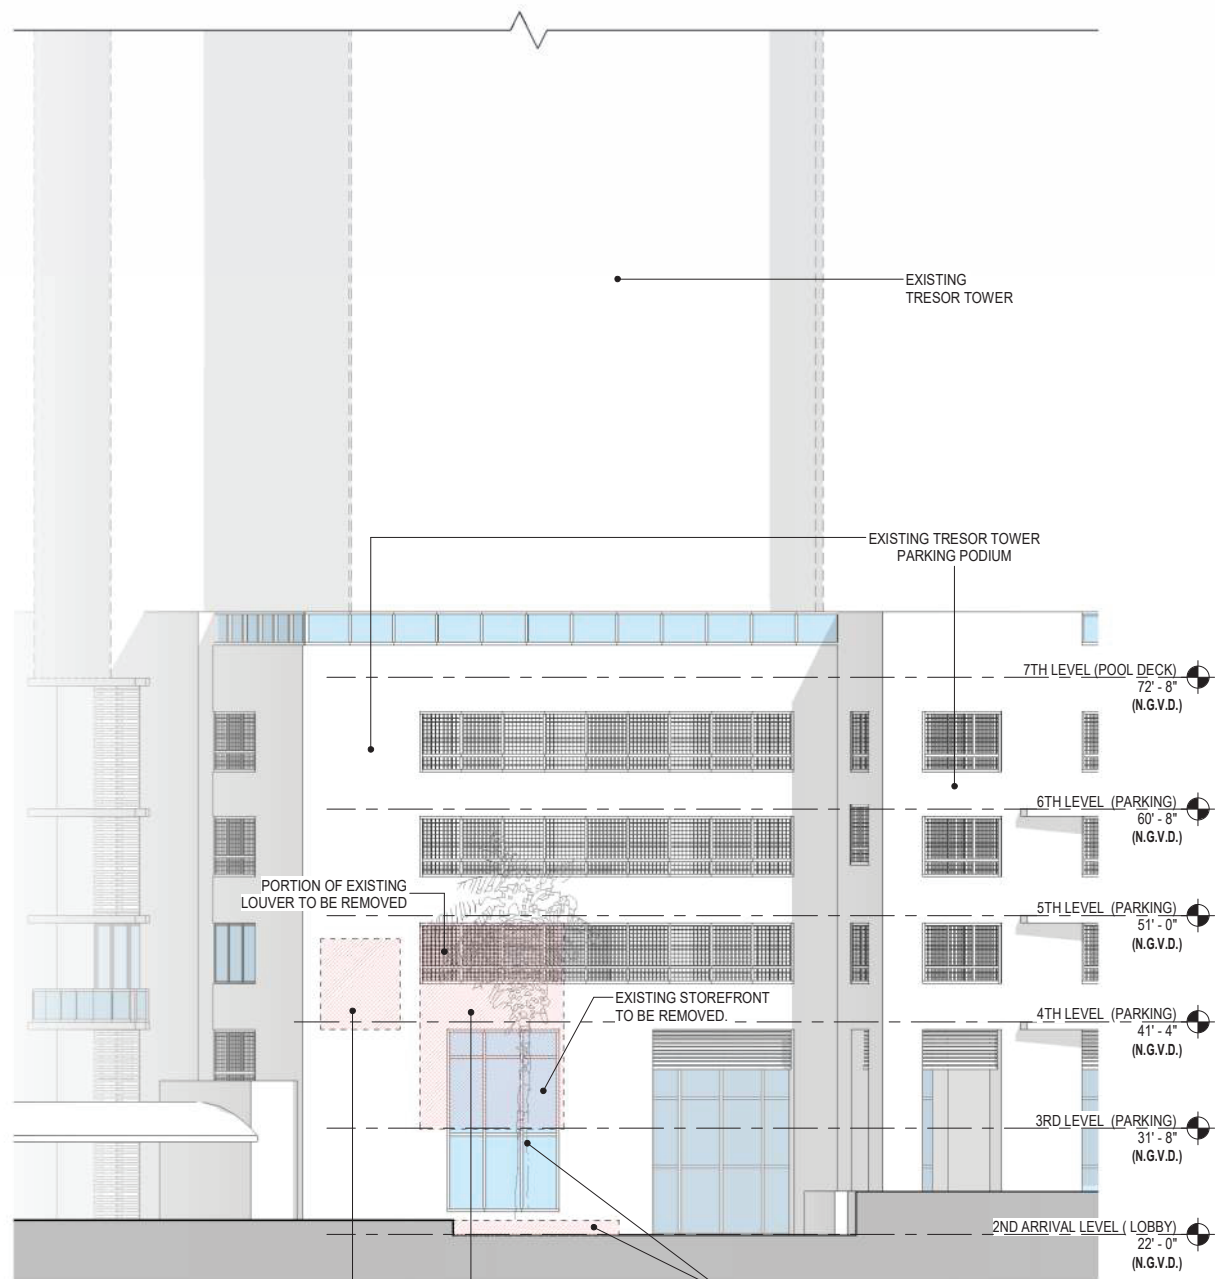 EXISTING
TRESOR TOWER
EXISTING TRESOR TOWER
PARKING PODIUM
7TH LEVEL (POOL DECK)
72' - 8"
(N.G.V.D.)
6TH LEVEL (PARKING)
60' - 8"
(N.G.V.D.)
PORTION OF EXISTING
LOUVER TO BE REMOVED
5TH LEVEL (PARKING)
51' - 0"
(N.G.V.D.)
EXISTING STOREFRONT
TO BE REMOVED.
4TH LEVEL (PARKING)
41' - 4"
(N.G.V.D.)
3RD LEVEL (PARKING)
31' - 8"
(N.G.V.D.)
2ND ARRIVAL LEVEL ( LOBBY)
22' - 0"
(N.G.V.D.)